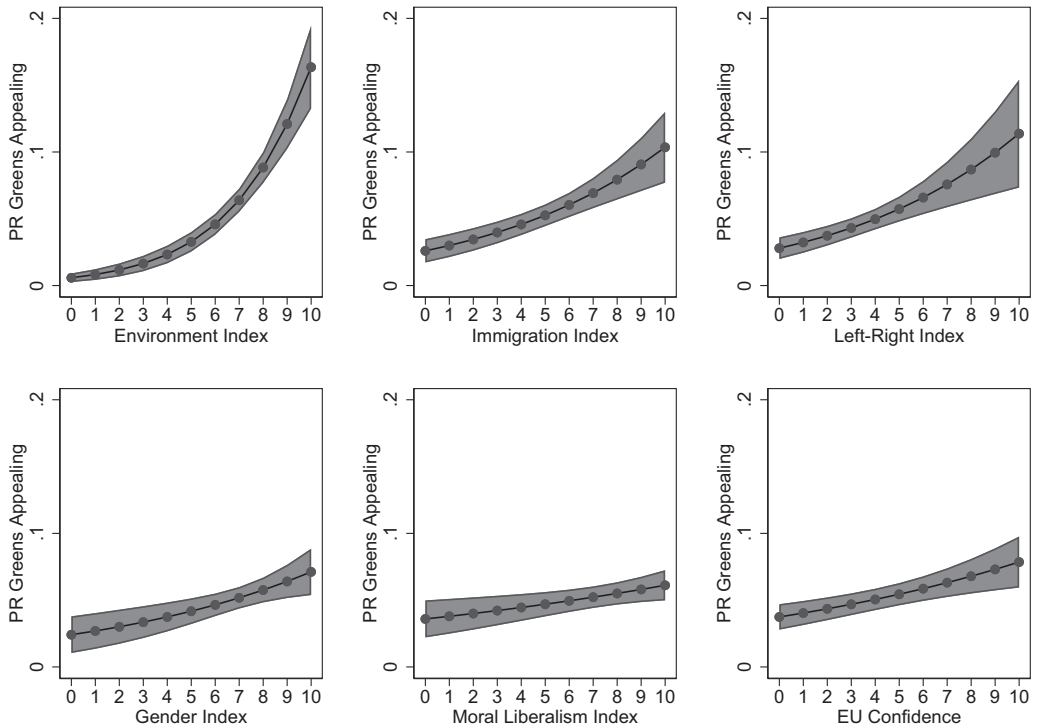 PR Greens Appealing
.2
.1
0
0 1 2 3 4 5 6 7 8 9 10
Environment Index
PR Greens Appealing
.2
.1
0
0 1 2 3 4 5 6 7 8 9 10
Immigration Index
PR Greens Appealing
.2
.1
0
0 1 2 3 4 5 6 7 8 9 10
Left-Right Index
PR Greens Appealing
.2
.1
0
0 1 2 3 4 5 6 7 8 9 10
Gender Index
PR Greens Appealing
.2
.1
0
0 1 2 3 4 5 6 7 8 9 10
Moral Liberalism Index
PR Greens Appealing
.2
.1
0
0 1 2 3 4 5 6 7 8 9 10
EU Confidence